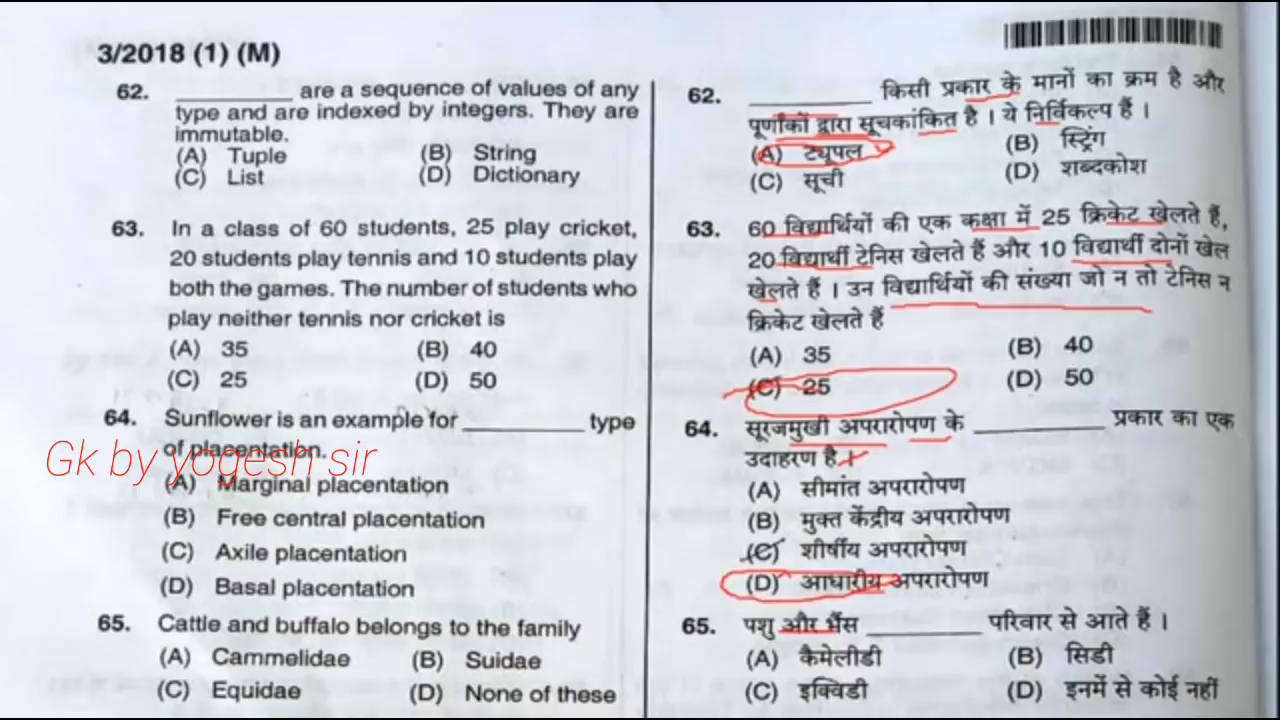 3/2018 (1) (M)
62. __________ are a sequence of values of any
type and are indexed by integers. They are
immutable.
(A) Tuple (B) String
(C) List (D) Dictionary
63. In a class of 60 students, 25 play cricket,
20 students play tennis and 10 students play
both the games. The number of students who
play neither tennis nor cricket is
(A) 35 (B) 40
(C) 25 (D) 50
64. Sunflower is an example for __________ type
of placentation.
Gk by yogesh sir
(A) Marginal placentation
(B) Free central placentation
(C) Axile placentation
(D) Basal placentation
65. Cattle and buffalo belongs to the family
(A) Cammelidae (B) Suidae
(C) Equidae (D) None of these
62. __________ किसी प्रकार के मानों का क्रम है और
पूर्णांकों द्वारा सूचकांकित है । ये निर्विकल्प हैं ।
(A) ट्यूपल (B) स्ट्रिंग
(C) सूची (D) शब्दकोश
63. 60 विद्यार्थियों की एक कक्षा में 25 क्रिकेट खेलते हैं,
20 विद्यार्थी टेनिस खेलते हैं और 10 विद्यार्थी दोनों खेल
खेलते हैं । उन विद्यार्थियों की संख्या जो न तो टेनिस न
क्रिकेट खेलते हैं
(A) 35 (B) 40
(C) 25 (D) 50
64. सूरजमुखी अपरारोपण के __________ प्रकार का एक
उदाहरण है ।
(A) सीमांत अपरारोपण
(B) मुक्त केंद्रीय अपरारोपण
(C) शीर्षीय अपरारोपण
(D) आधारीय अपरारोपण
65. पशु और भैंस __________ परिवार से आते हैं ।
(A) कैमेलीडी (B) सिडी
(C) इक्विडी (D) इनमें से कोई नहीं